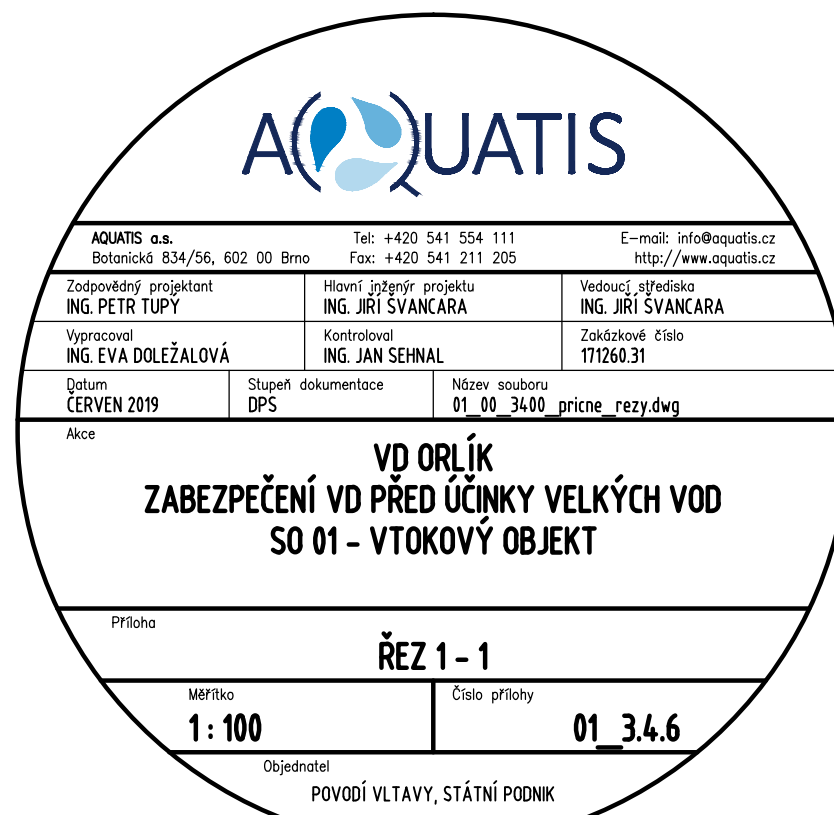 AQUATIS
AQUATIS a.s. Tel: +420 541 554 111 E-mail: info@aquatis.cz
Botanická 834/56, 602 00 Brno Fax: +420 541 211 205 http://www.aquatis.cz
Zodpovědný projektant Hlavní inženýr projektu Vedoucí střediska
ING. PETR TUPÝ ING. JIŘÍ ŠVANCARA ING. JIŘÍ ŠVANCARA
Vypracoval Kontroloval Zakázkové číslo
ING. EVA DOLEŽALOVÁ ING. JAN SEHNAL 171260.31
Datum Stupeň dokumentace Název souboru
ČERVEN 2019 DPS 01_00_3400_pricne_rezy.dwg
Akce
VD ORLÍK
ZABEZPEČENÍ VD PŘED ÚČINKY VELKÝCH VOD
SO 01 - VTOKOVÝ OBJEKT
Příloha
ŘEZ 1 - 1
Měřítko Číslo přílohy
1 : 100 01_3.4.6
Objednatel
POVODÍ VLTAVY, STÁTNÍ PODNIK